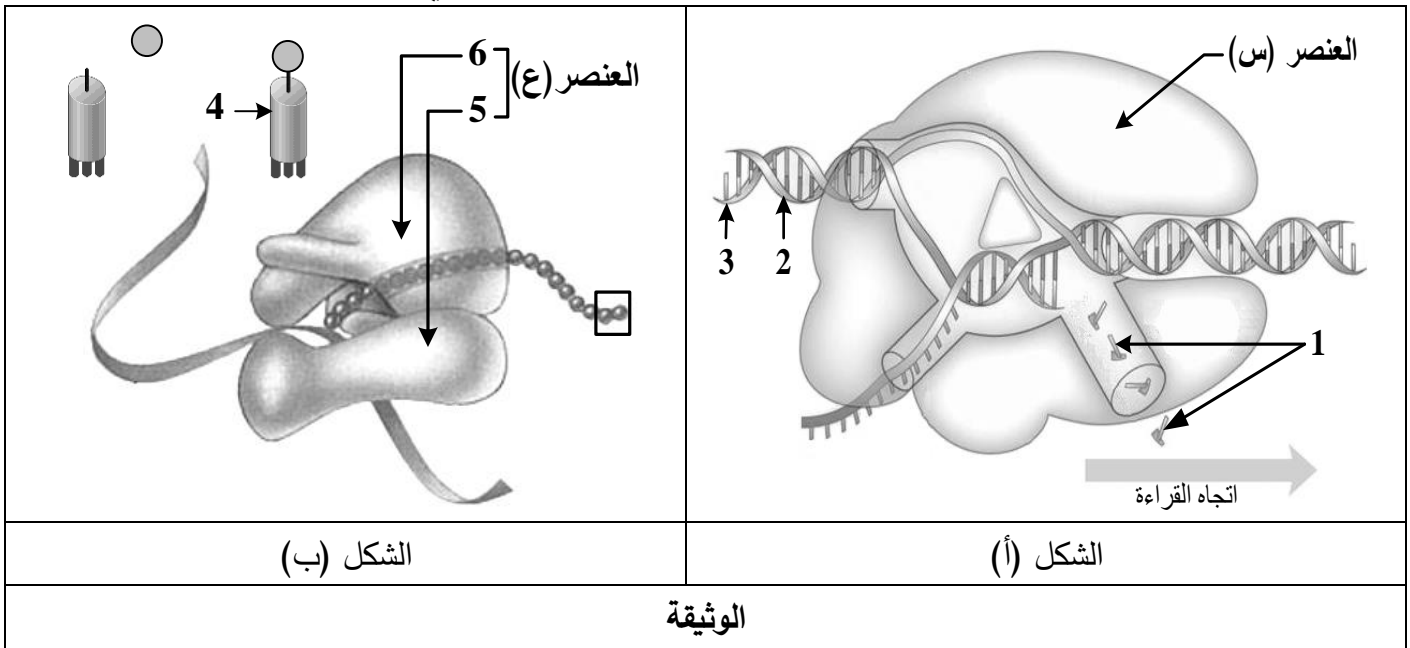 العنصر (س)
3
2
1
اتجاه القراءة
الشكل (أ)
6
العنصر (ع)
5
4
الشكل (ب)
الوثيقة